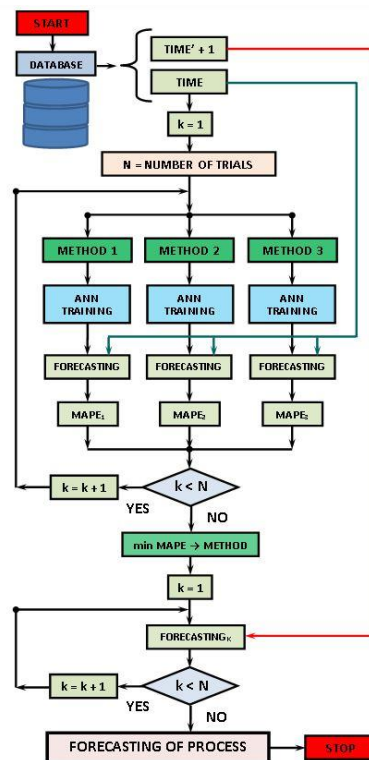 START
DATABASE
TIME' + 1
TIME
k = 1
N = NUMBER OF TRIALS
METHOD 1 METHOD 2 METHOD 3
ANN ANN ANN
TRAINING TRAINING TRAINING
FORECASTING FORECASTING FORECASTING
MAPE₁ MAPE₂ MAPE₃
k = k + 1
k < N
YES
NO
min MAPE → METHOD
k = 1
FORECASTINGₖ
k = k + 1
k < N
YES
NO
FORECASTING OF PROCESS
STOP